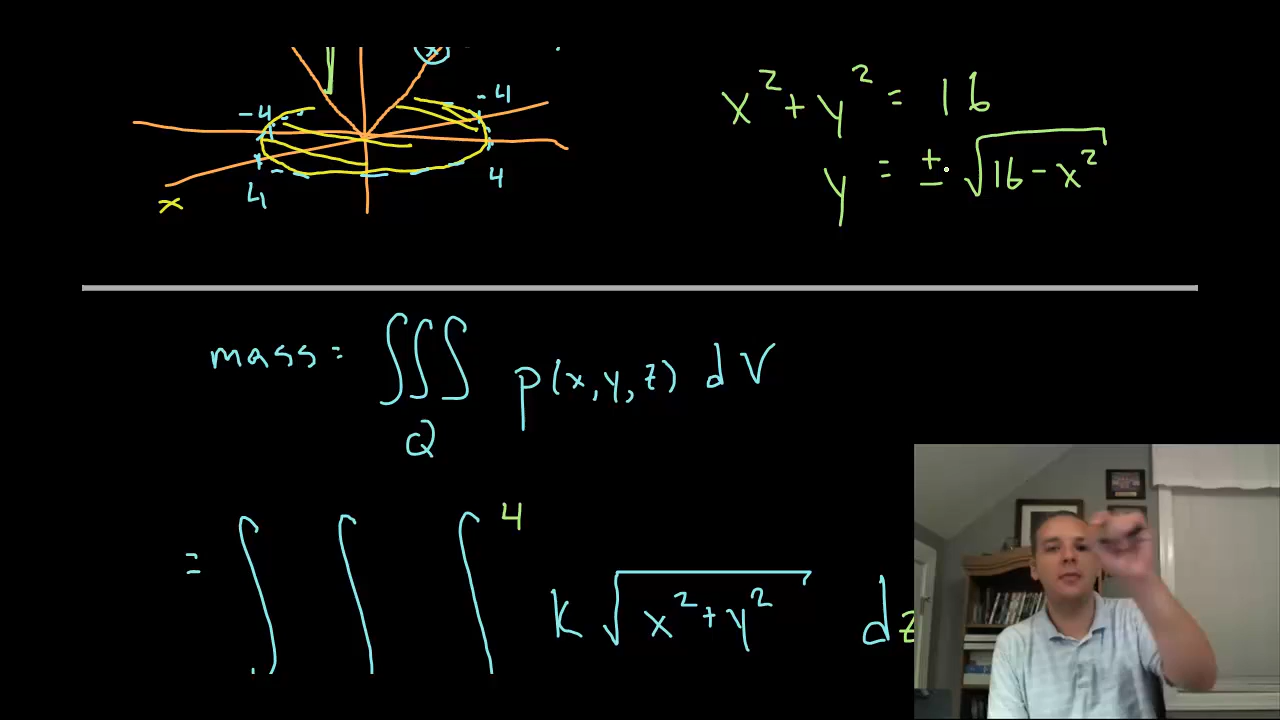 -4
-4
4
4
x
x² + y² = 16
y = ± √(16 - x²)
mass = ∭ p(x, y, z) dV
Q
= ∫ ∫ ∫ 4 k √(x² + y²) dz